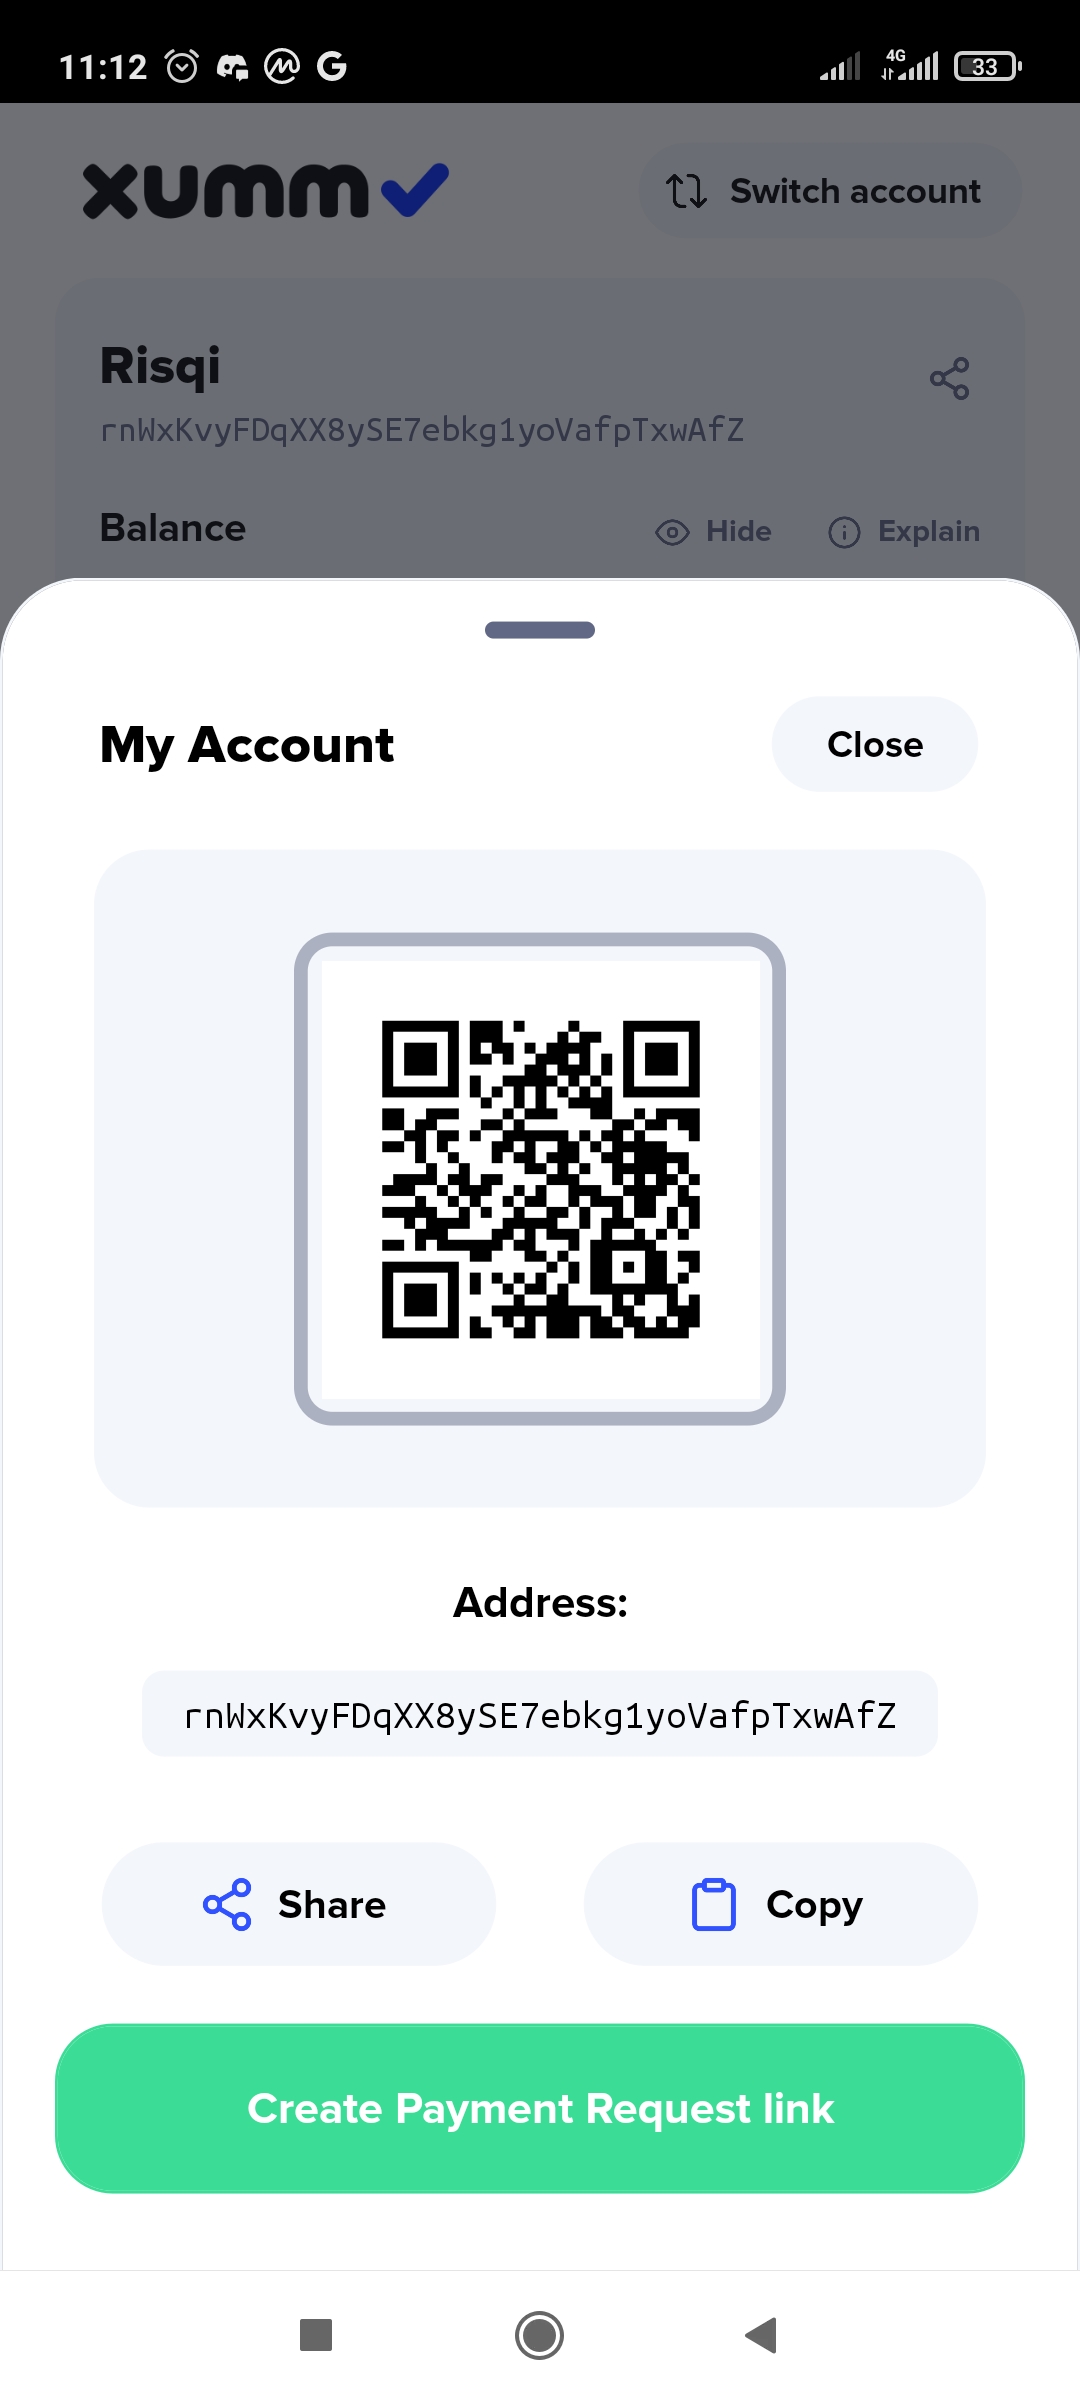 11:12
4G
33
xumm
Switch account
Risqi
rnWxKvyFDqXX8ySE7ebkg1yoVafpTxwAfZ
Balance
Hide
Explain
My Account
Close
Address:
rnWxKvyFDqXX8ySE7ebkg1yoVafpTxwAfZ
Share
Copy
Create Payment Request link